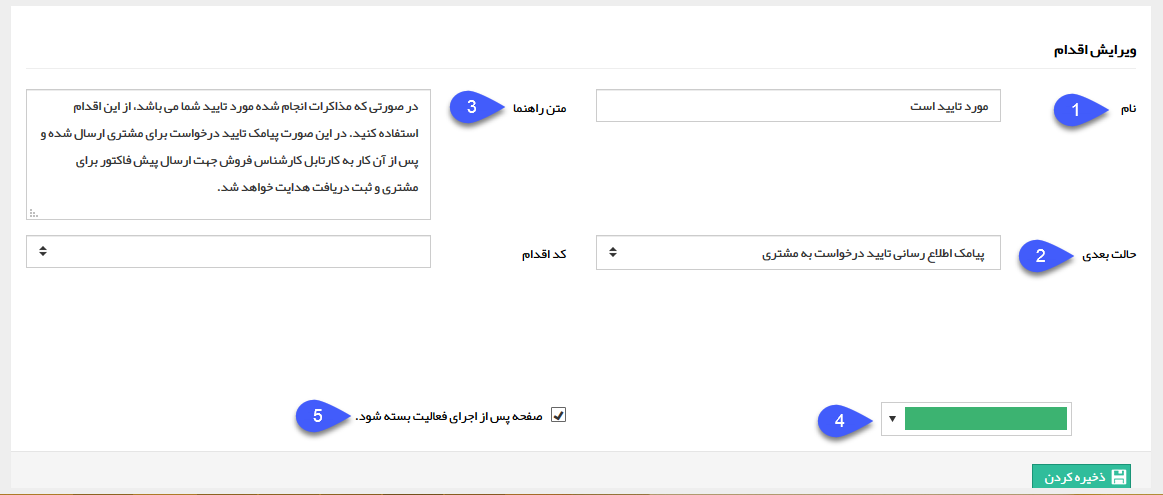 ویرایش اقدام
نام
1
مورد تایید است
متن راهنما
3
در صورتی که مذاکرات انجام شده مورد تایید شما می باشد، از این اقدام
استفاده کنید. در این صورت پیامک تایید درخواست برای مشتری ارسال شده و
پس از آن کار به کارتابل کارشناس فروش جهت ارسال پیش فاکتور برای
مشتری و ثبت دریافت هدایت خواهد شد.
حالت بعدی
2
پیامک اطلاع رسانی تایید درخواست به مشتری
کد اقدام
4
صفحه پس از اجرای فعالیت بسته شود.
5
ذخیره کردن